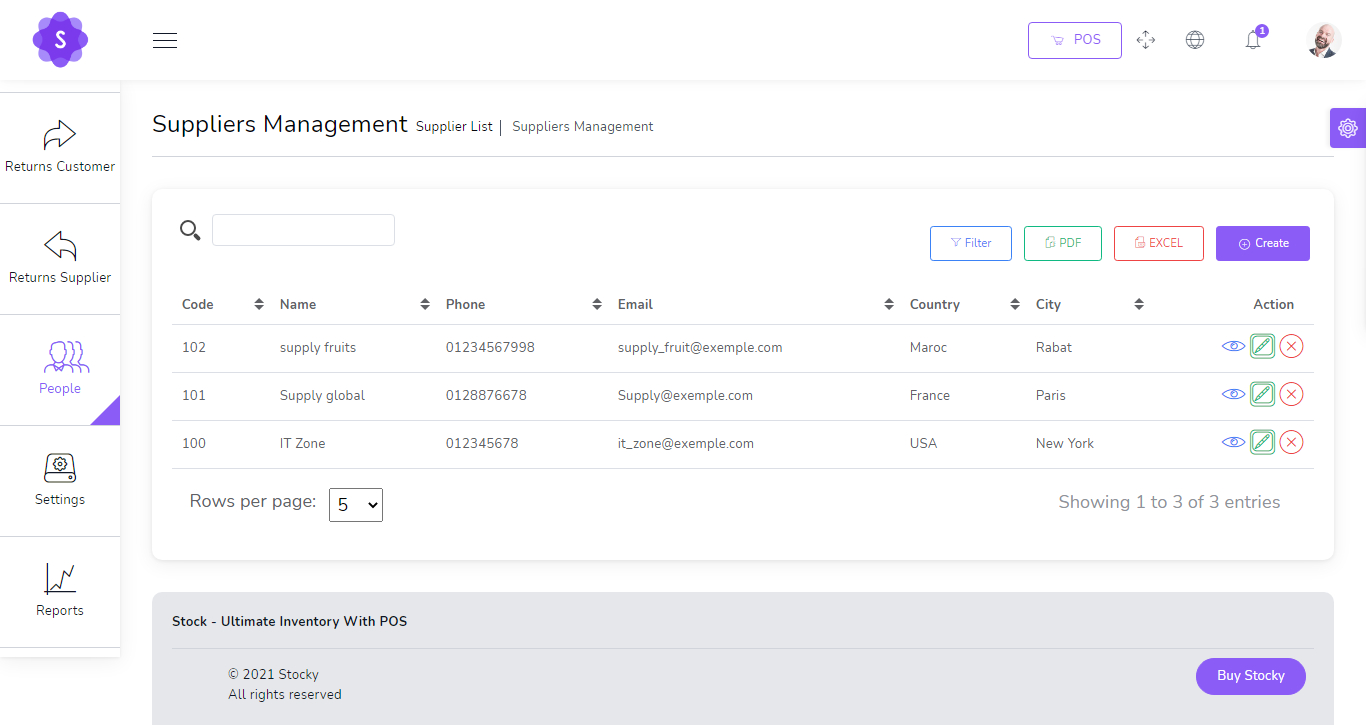 S
POS
1
Returns Customer
Returns Supplier
People
Settings
Reports
Suppliers Management Supplier List | Suppliers Management
Filter PDF EXCEL Create
Code Name Phone Email Country City Action
102 supply fruits 01234567998 supply_fruit@exemple.com Maroc Rabat
101 Supply global 0128876678 Supply@exemple.com France Paris
100 IT Zone 012345678 it_zone@exemple.com USA New York
Rows per page: 5 Showing 1 to 3 of 3 entries
Stock - Ultimate Inventory With POS
© 2021 Stocky
All rights reserved
Buy Stocky